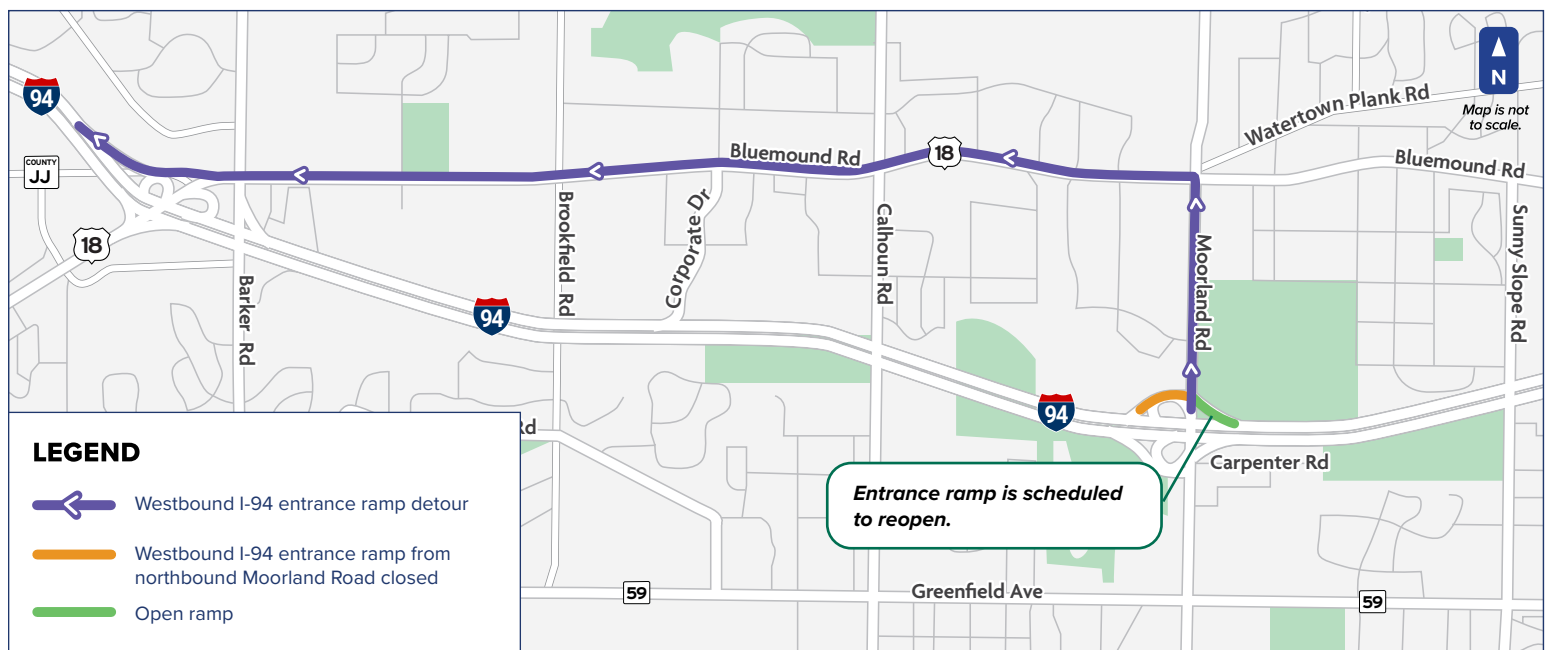 N
Map is not
to scale.
94
Watertown Plank Rd
Bluemound Rd
18
Bluemound Rd
COUNTY
JJ
18
Brookfield Rd
Corporate Dr
Calhoun Rd
Moorland Rd
Sunny Slope Rd
Barker Rd
94
94
Rd
Carpenter Rd
Entrance ramp is scheduled
to reopen.
LEGEND
Westbound I-94 entrance ramp detour
Westbound I-94 entrance ramp from
northbound Moorland Road closed
Open ramp
59
Greenfield Ave
59